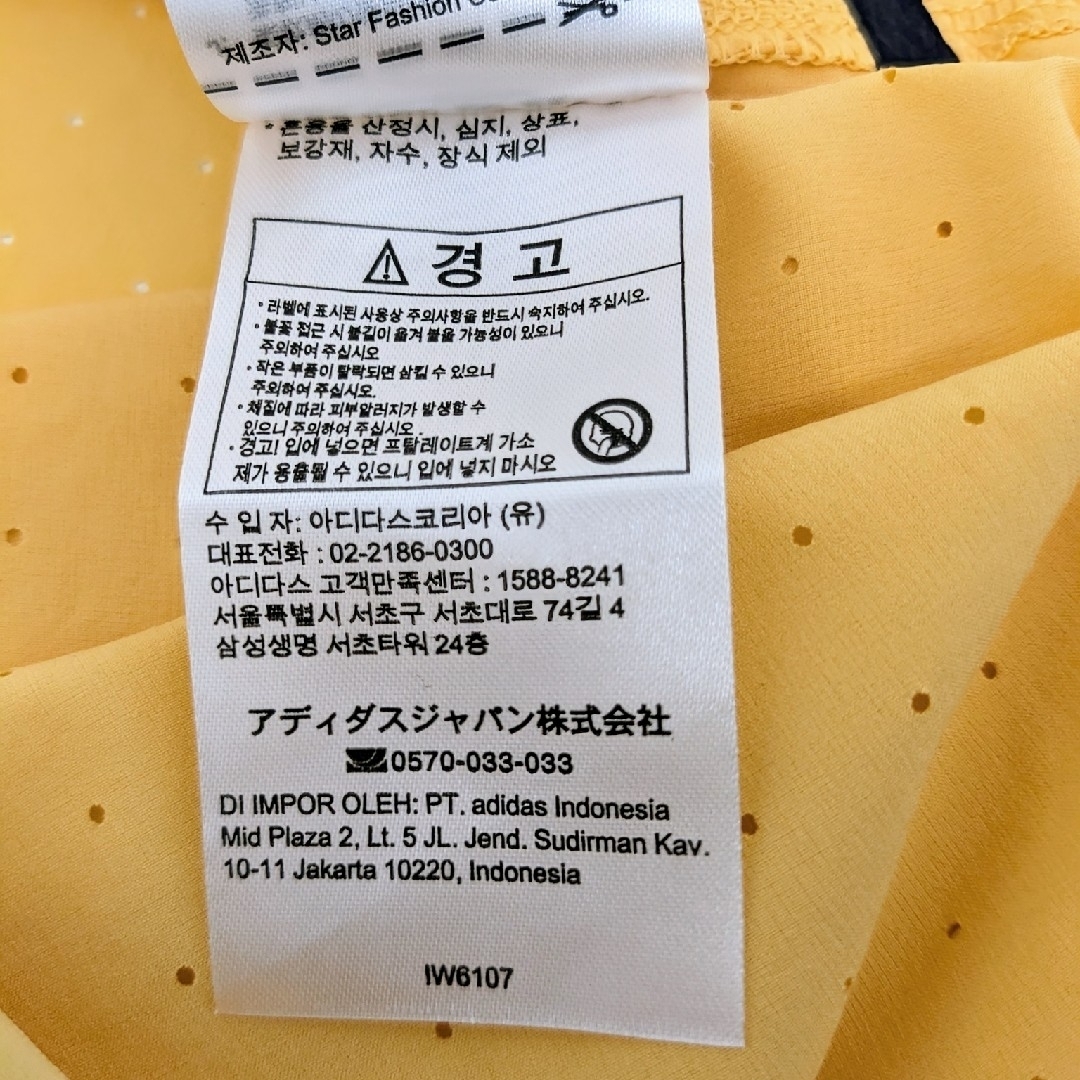 제조자: Star Fashion
* 혼용률 산정시, 심지, 상표,
보강재, 자수, 장식 제외
경고
• 라벨에 표시된 사용상 주의사항을 반드시 숙지하여 주십시오.
• 불꽃 접근 시 불길이 옮겨 붙을 가능성이 있으니
주의하여 주십시오
• 작은 부품이 탈락되면 삼킬 수 있으니
주의하여 주십시오.
• 체질에 따라 피부알러지가 발생할 수
있으니 주의하여 주십시오.
• 경고! 입에 넣으면 프탈레이트계 가소
제가 용출될 수 있으니 입에 넣지 마시오
수 입 자: 아디다스코리아 (유)
대표전화 : 02-2186-0300
아디다스 고객만족센터 : 1588-8241
서울특별시 서초구 서초대로 74길 4
삼성생명 서초타워 24층
アディダスジャパン株式会社
0570-033-033
DI IMPOR OLEH: PT. adidas Indonesia
Mid Plaza 2, Lt. 5 JL. Jend. Sudirman Kav.
10-11 Jakarta 10220, Indonesia
IW6107